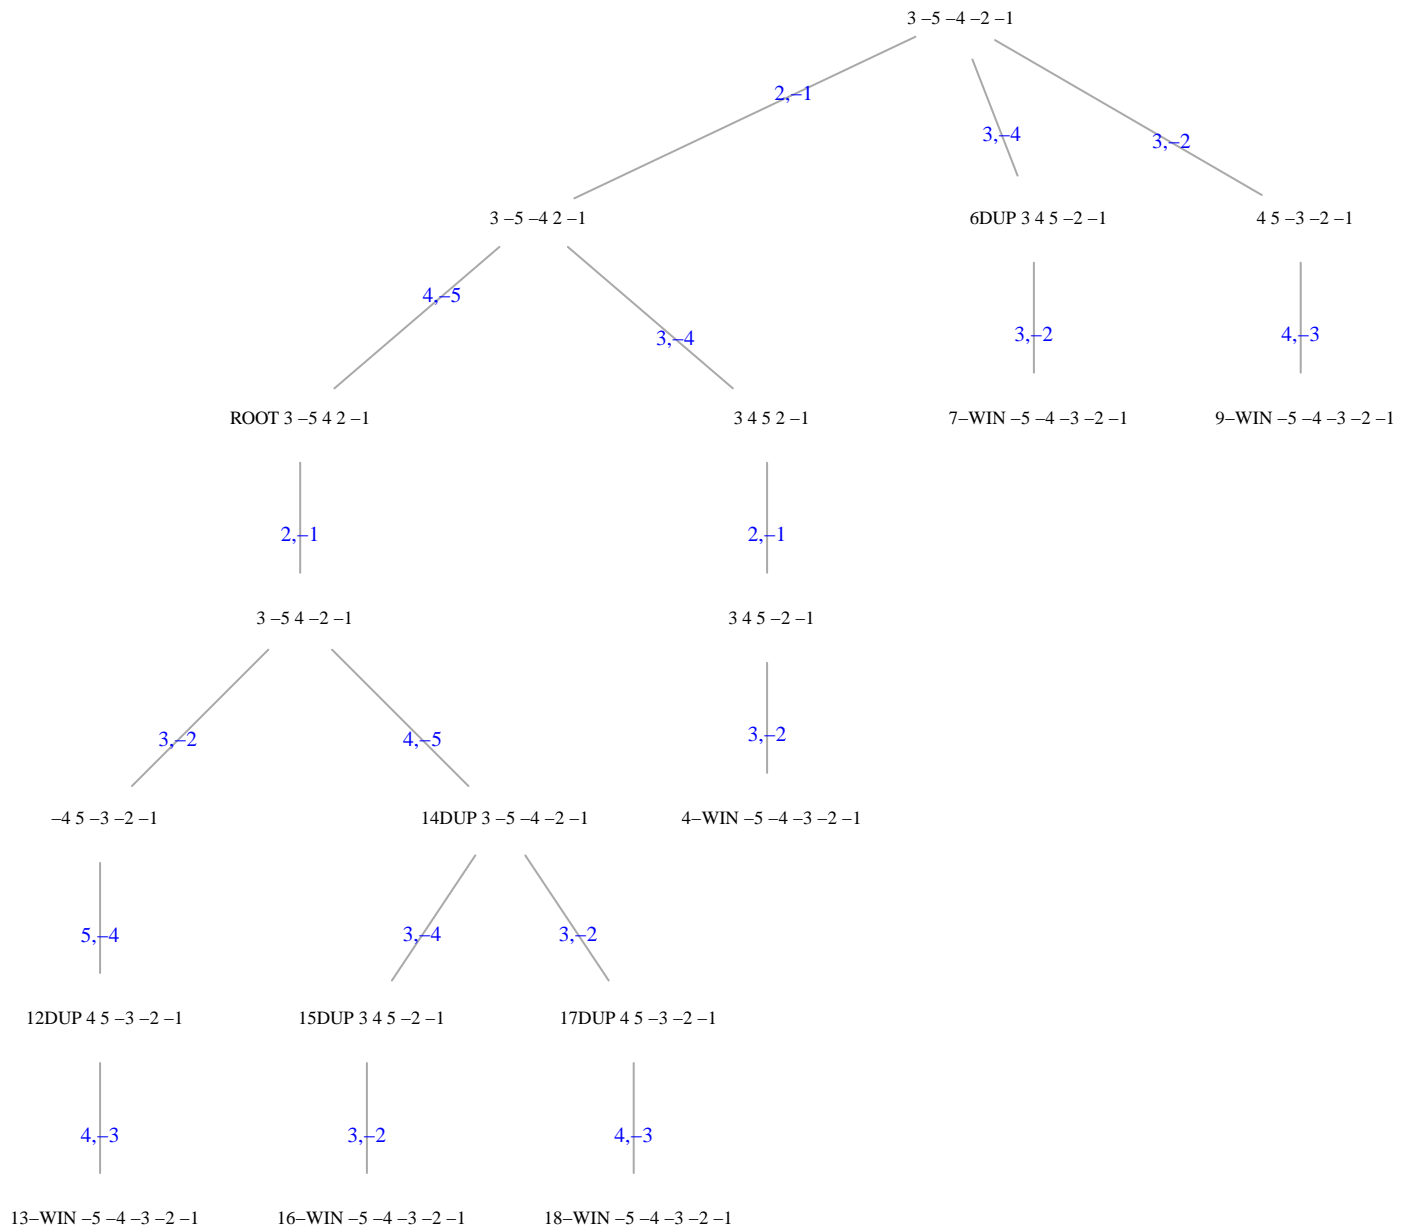 3 –5 –4 –2 –1
2,–1
3,–4
3,–2
3 –5 –4 2 –1
6DUP 3 4 5 –2 –1
4 5 –3 –2 –1
4,–5
3,–4
3,–2
4,–3
ROOT 3 –5 4 2 –1
3 4 5 2 –1
7–WIN –5 –4 –3 –2 –1
9–WIN –5 –4 –3 –2 –1
2,–1
2,–1
3 –5 4 –2 –1
3 4 5 –2 –1
3,–2
4,–5
3,–2
–4 5 –3 –2 –1
14DUP 3 –5 –4 –2 –1
4–WIN –5 –4 –3 –2 –1
5,–4
3,–4
3,–2
12DUP 4 5 –3 –2 –1
15DUP 3 4 5 –2 –1
17DUP 4 5 –3 –2 –1
4,–3
3,–2
4,–3
13–WIN –5 –4 –3 –2 –1
16–WIN –5 –4 –3 –2 –1
18–WIN –5 –4 –3 –2 –1